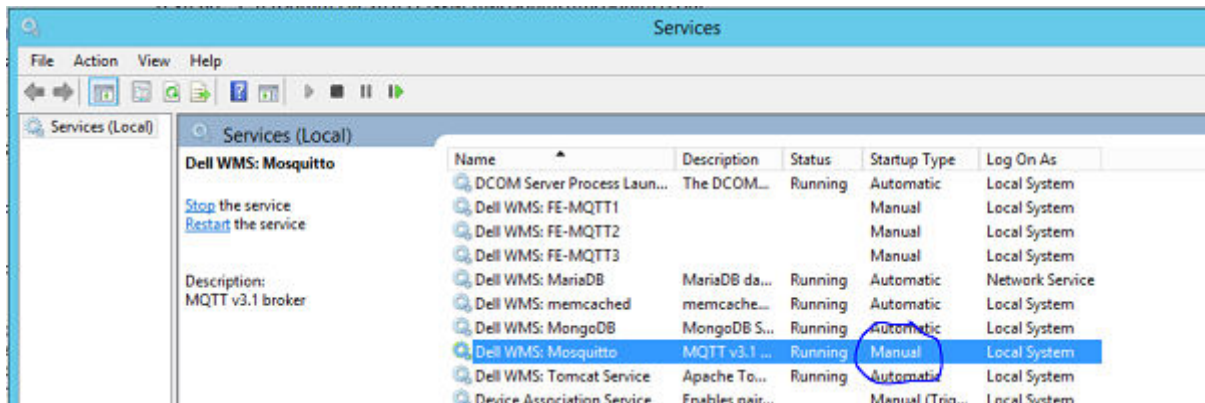 Services
File Action View Help
Services (Local)
Services (Local)
Dell WMS: Mosquitto
Stop the service
Restart the service
Description:
MQTT v3.1 broker
Name Description Status Startup Type Log On As
DCOM Server Process Laun... The DCOM... Running Automatic Local System
Dell WMS: FE-MQTT1 Manual Local System
Dell WMS: FE-MQTT2 Manual Local System
Dell WMS: FE-MQTT3 Manual Local System
Dell WMS: MariaDB MariaDB da... Running Automatic Network Service
Dell WMS: memcached memcache... Running Automatic Local System
Dell WMS: MongoDB MongoDB S... Running Automatic Local System
Dell WMS: Mosquitto MQTT v3.1 ... Running Manual Local System
Dell WMS: Tomcat Service Apache To... Running Automatic Local System
Device Association Service Enables pair... Manual (Trig... Local System